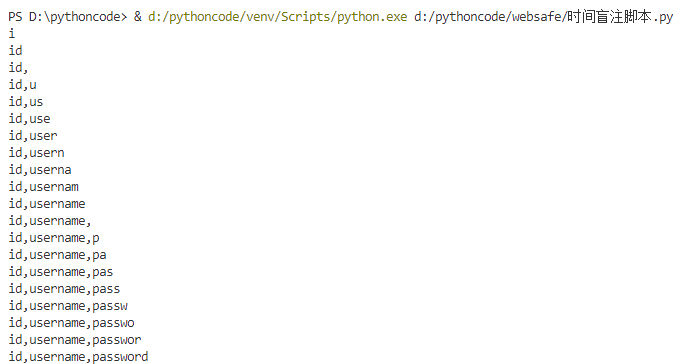 PS D:\pythoncode> & d:/pythoncode/venv/Scripts/python.exe d:/pythoncode/websafe/时间盲注脚本.py
i
id
id,
id,u
id,us
id,use
id,user
id,usern
id,userna
id,usernam
id,username
id,username,
id,username,p
id,username,pa
id,username,pas
id,username,pass
id,username,passw
id,username,passwo
id,username,passwor
id,username,password